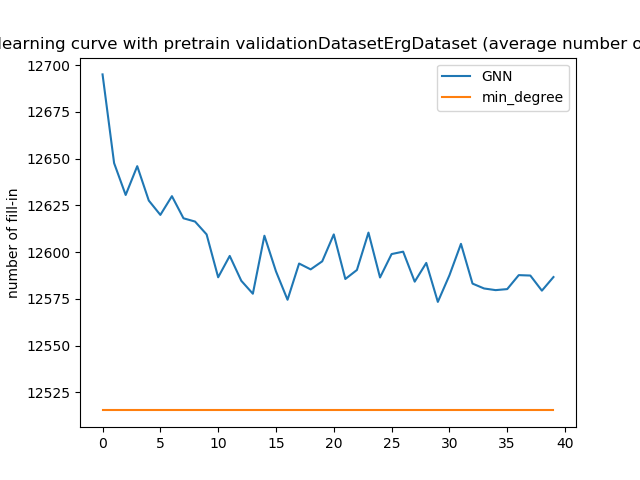 learning curve with pretrain validationDatasetErgDataset (average number o
GNN
min_degree
number of fill-in
12700
12675
12650
12625
12600
12575
12550
12525
0 5 10 15 20 25 30 35 40